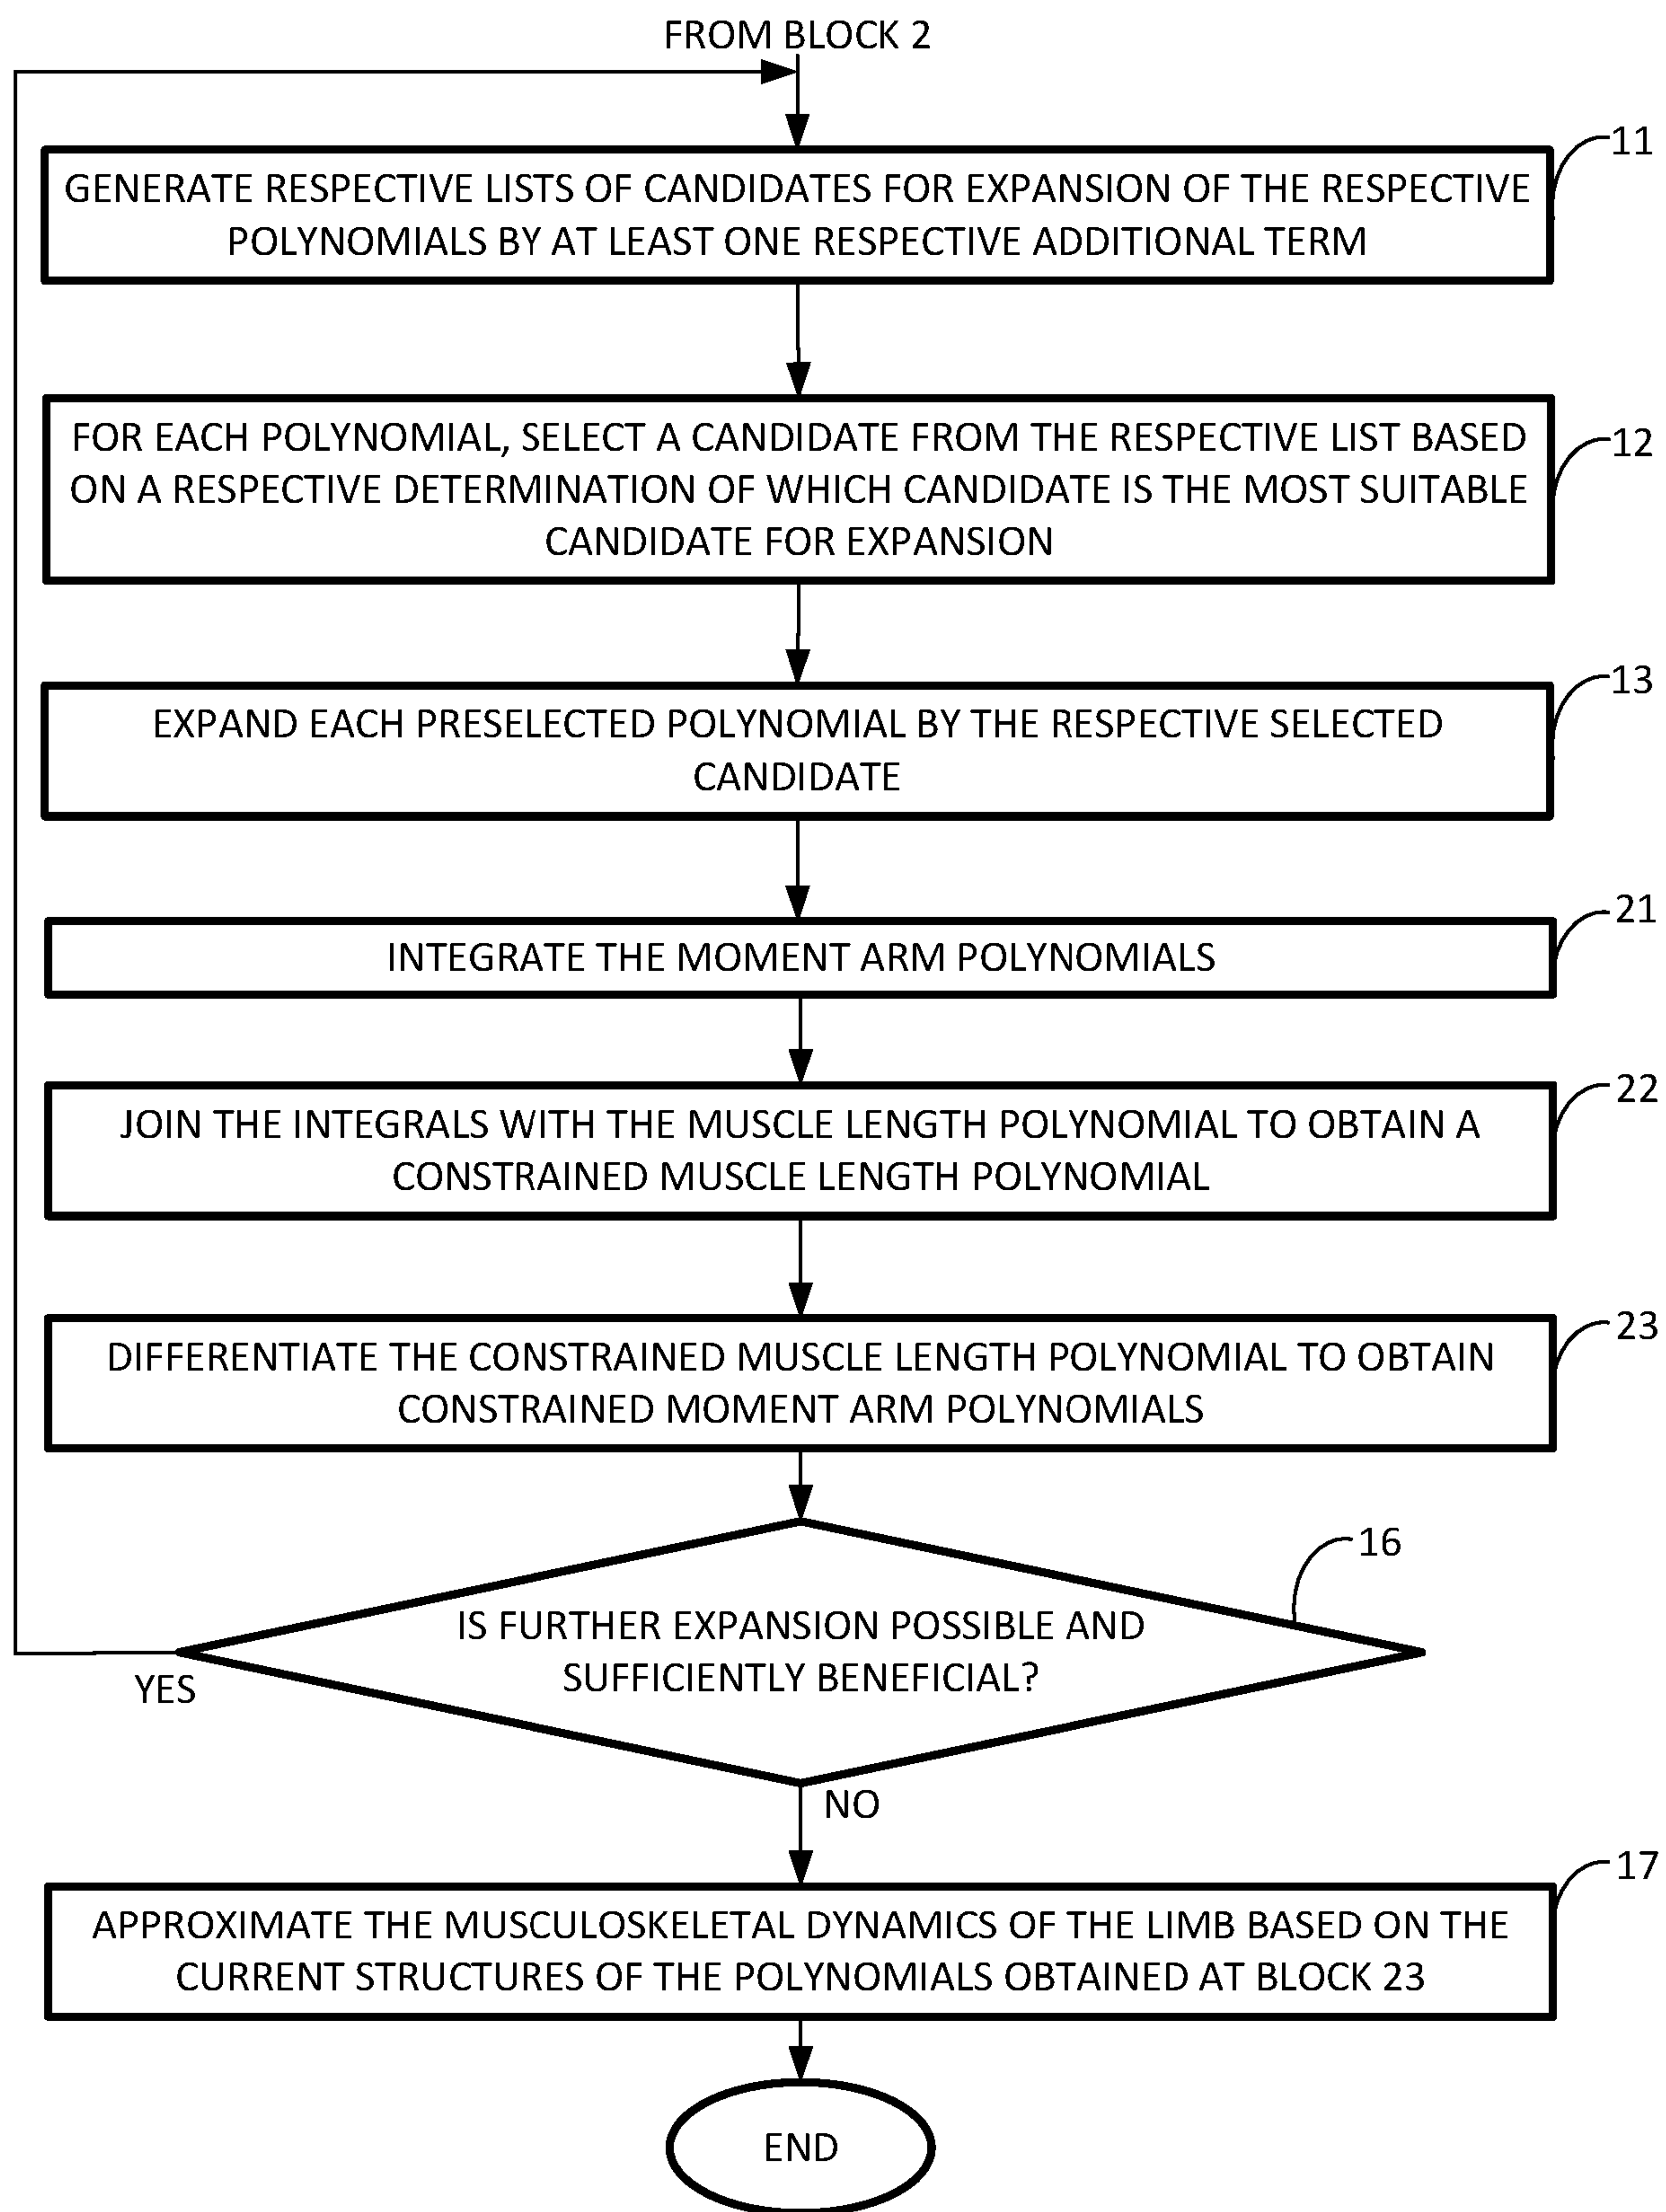 FROM BLOCK 2
11
GENERATE RESPECTIVE LISTS OF CANDIDATES FOR EXPANSION OF THE RESPECTIVE
POLYNOMIALS BY AT LEAST ONE RESPECTIVE ADDITIONAL TERM
12
FOR EACH POLYNOMIAL, SELECT A CANDIDATE FROM THE RESPECTIVE LIST BASED
ON A RESPECTIVE DETERMINATION OF WHICH CANDIDATE IS THE MOST SUITABLE
CANDIDATE FOR EXPANSION
13
EXPAND EACH PRESELECTED POLYNOMIAL BY THE RESPECTIVE SELECTED
CANDIDATE
21
INTEGRATE THE MOMENT ARM POLYNOMIALS
22
JOIN THE INTEGRALS WITH THE MUSCLE LENGTH POLYNOMIAL TO OBTAIN A
CONSTRAINED MUSCLE LENGTH POLYNOMIAL
23
DIFFERENTIATE THE CONSTRAINED MUSCLE LENGTH POLYNOMIAL TO OBTAIN
CONSTRAINED MOMENT ARM POLYNOMIALS
16
IS FURTHER EXPANSION POSSIBLE AND
SUFFICIENTLY BENEFICIAL?
YES
NO
17
APPROXIMATE THE MUSCULOSKELETAL DYNAMICS OF THE LIMB BASED ON THE
CURRENT STRUCTURES OF THE POLYNOMIALS OBTAINED AT BLOCK 23
END